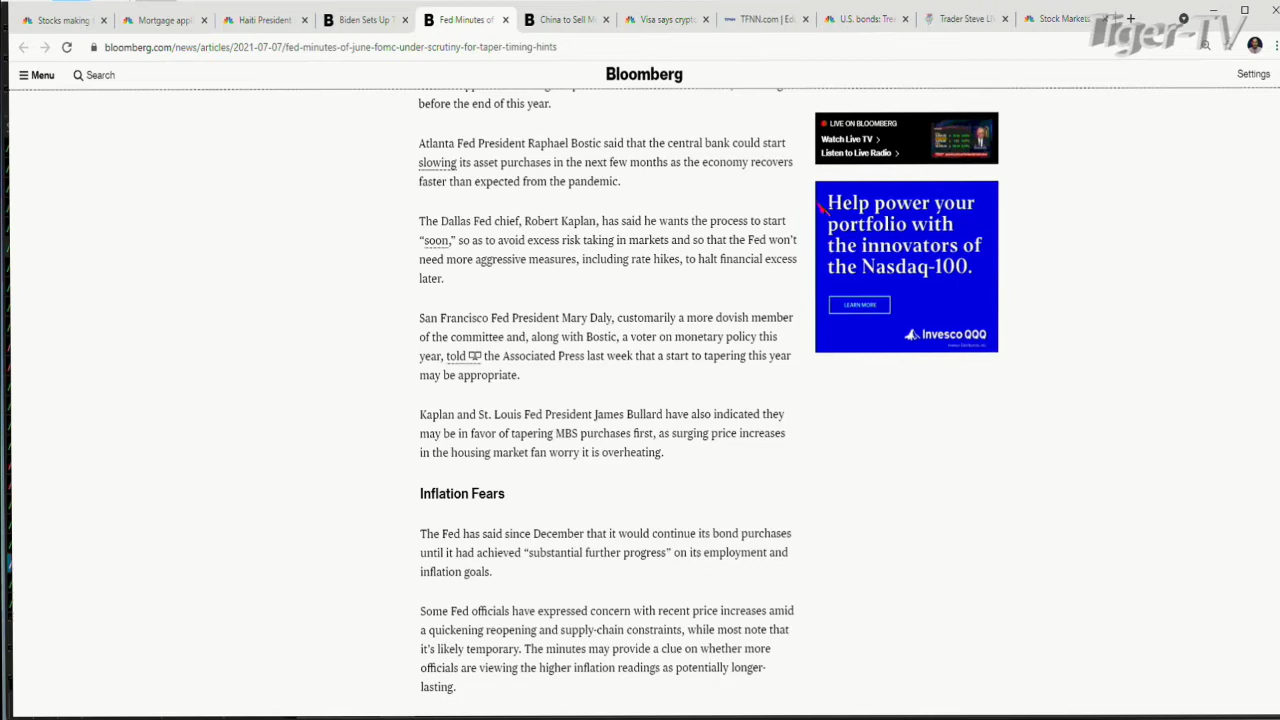 Stocks making
Mortgage appl
Haiti President
Biden Sets Up T
Fed Minutes of
China to Sell M
Visa says crypt
TFNN.com | Ed
U.S. bonds: Tre
Trader Steve L
Stock Markets
Tiger-TV
bloomberg.com/news/articles/2021-07-07/fed-minutes-of-june-fomc-under-scrutiny-for-taper-timing-hints
Menu
Search
Bloomberg
Settings
before the end of this year.
Atlanta Fed President Raphael Bostic said that the central bank could start
slowing its asset purchases in the next few months as the economy recovers
faster than expected from the pandemic.
The Dallas Fed chief, Robert Kaplan, has said he wants the process to start
“soon,” so as to avoid excess risk taking in markets and so that the Fed won’t
need more aggressive measures, including rate hikes, to halt financial excess
later.
San Francisco Fed President Mary Daly, customarily a more dovish member
of the committee and, along with Bostic, a voter on monetary policy this
year, told the Associated Press last week that a start to tapering this year
may be appropriate.
Kaplan and St. Louis Fed President James Bullard have also indicated they
may be in favor of tapering MBS purchases first, as surging price increases
in the housing market fan worry it is overheating.
Inflation Fears
The Fed has said since December that it would continue its bond purchases
until it had achieved “substantial further progress” on its employment and
inflation goals.
Some Fed officials have expressed concern with recent price increases amid
a quickening reopening and supply-chain constraints, while most note that
it’s likely temporary. The minutes may provide a clue on whether more
officials are viewing the higher inflation readings as potentially longer-
lasting.
LIVE ON BLOOMBERG
Watch Live TV >
Listen to Live Radio >
Help power your
portfolio with
the innovators of
the Nasdaq-100.
LEARN MORE
Invesco QQQ